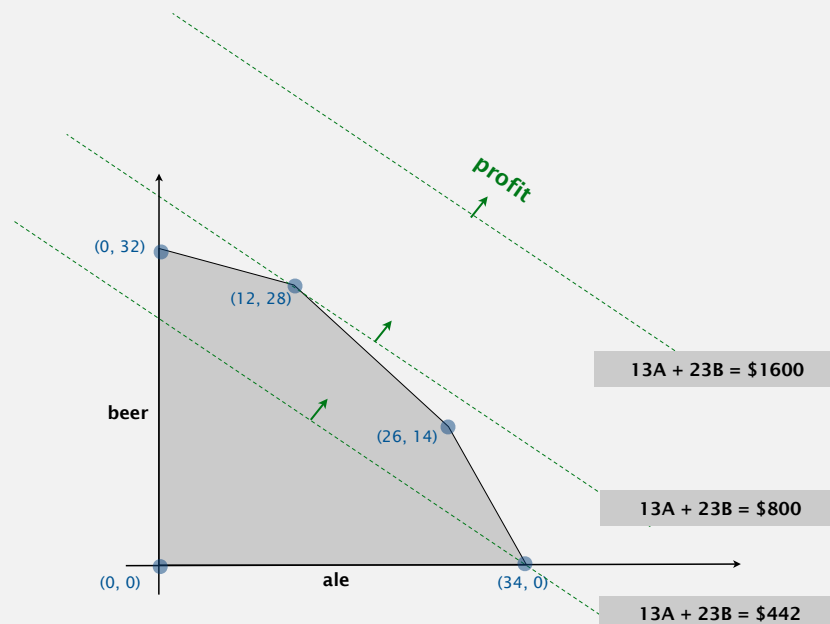 profit
(0, 32)
(12, 28)
13A + 23B = $1600
beer
(26, 14)
13A + 23B = $800
(0, 0)
ale
(34, 0)
13A + 23B = $442